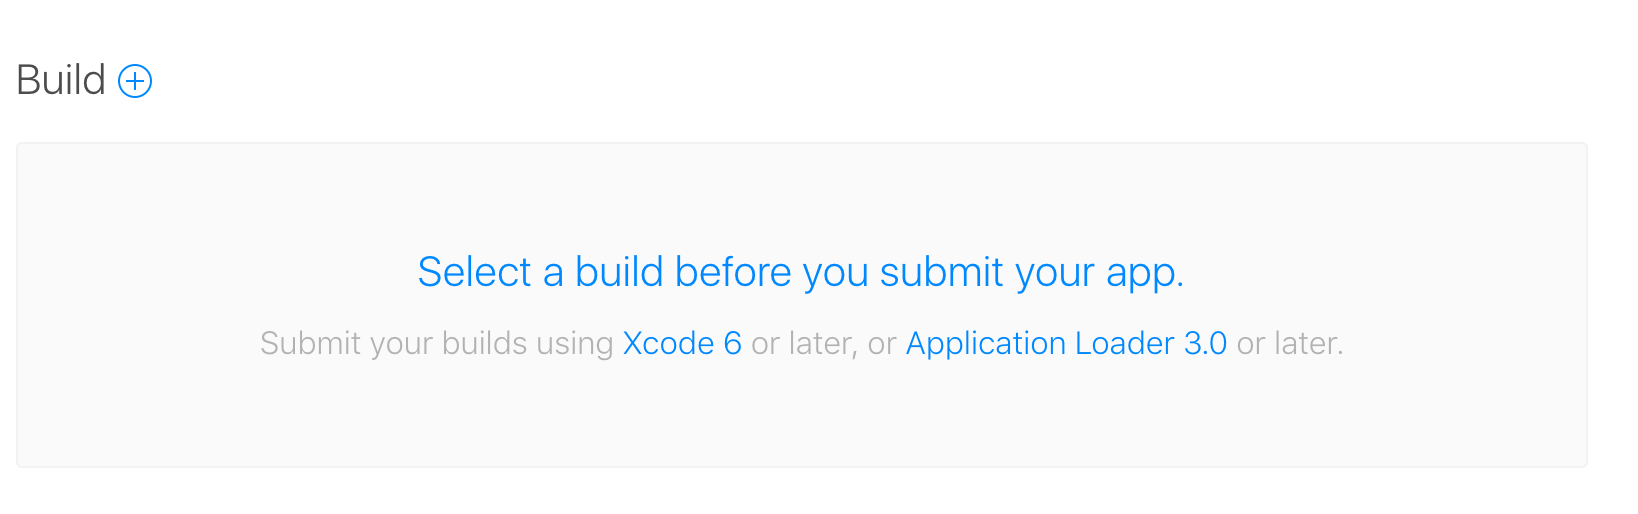 Build
Select a build before you submit your app.
Submit your builds using Xcode 6 or later, or Application Loader 3.0 or later.